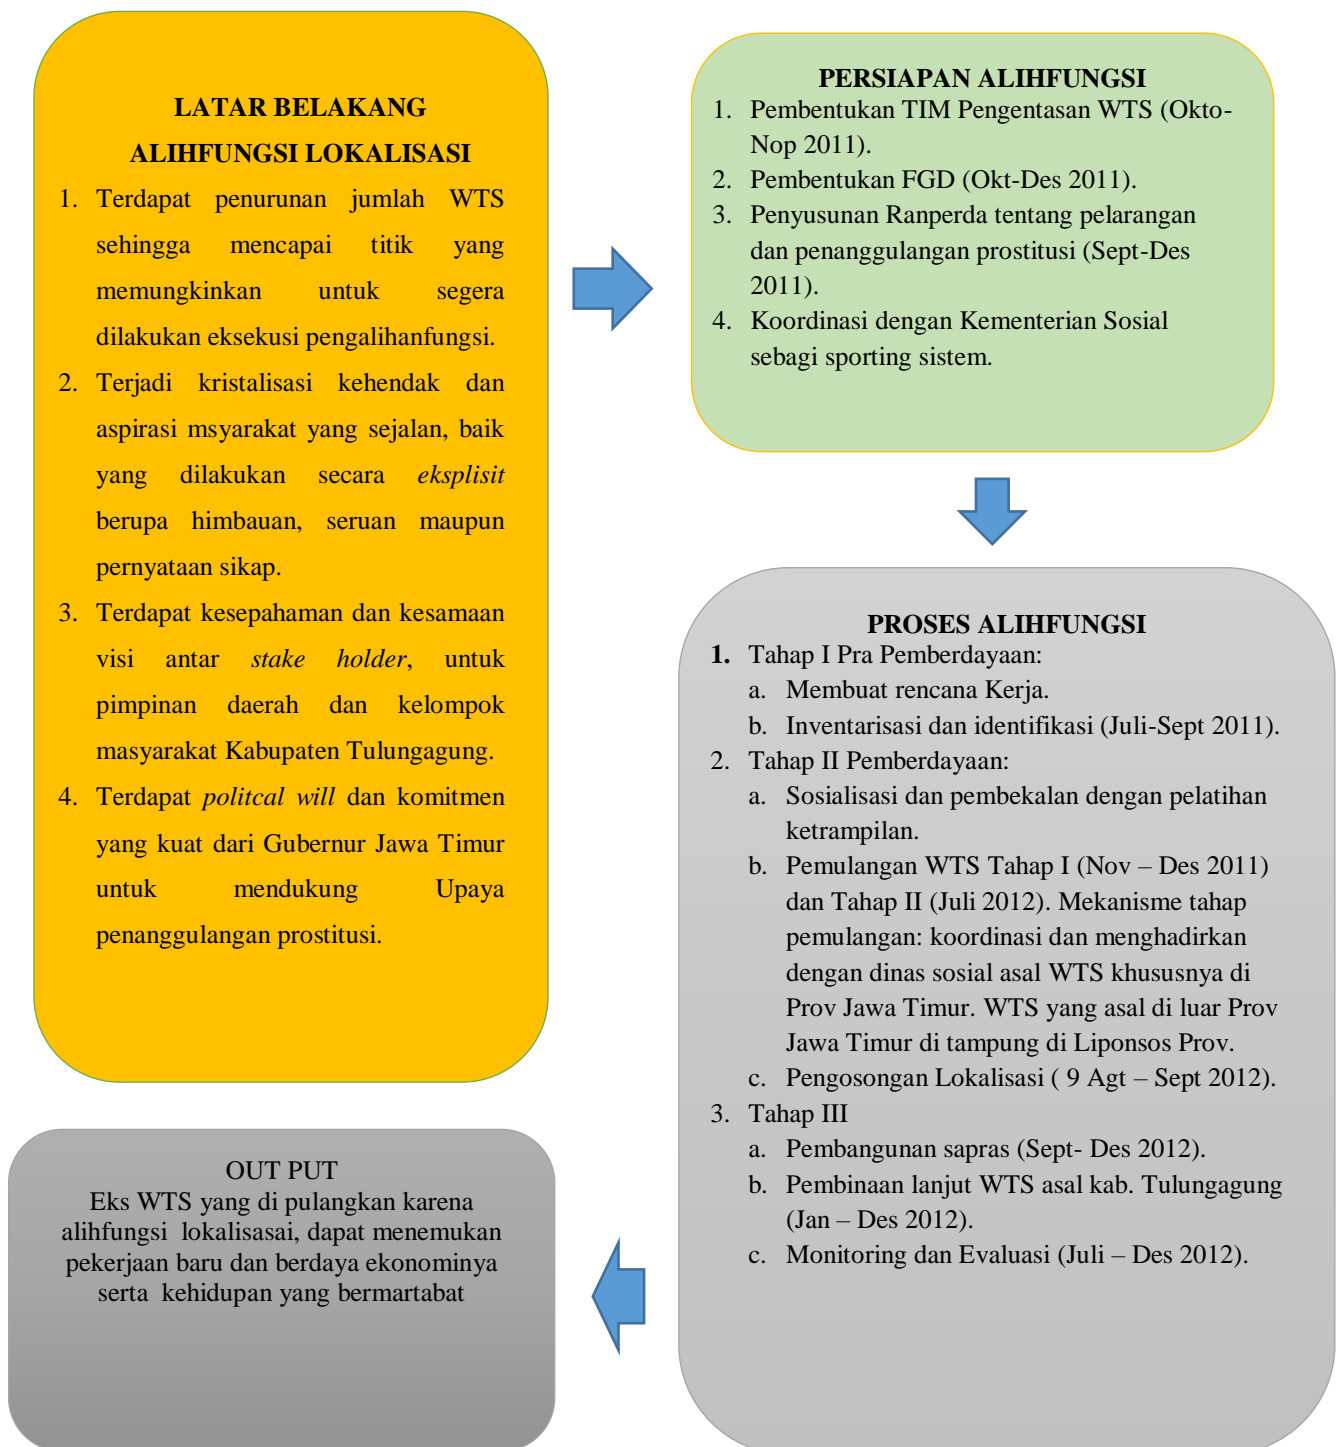 LATAR BELAKANG
ALIHFUNGSI LOKALISASI
1. Terdapat penurunan jumlah WTS
sehingga mencapai titik yang
memungkinkan untuk segera
dilakukan eksekusi pengalihanfungsi.
2. Terjadi kristalisasi kehendak dan
aspirasi msyarakat yang sejalan, baik
yang dilakukan secara eksplisit
berupa himbauan, seruan maupun
pernyataan sikap.
3. Terdapat kesepahaman dan kesamaan
visi antar stake holder, untuk
pimpinan daerah dan kelompok
masyarakat Kabupaten Tulungagung.
4. Terdapat politcal will dan komitmen
yang kuat dari Gubernur Jawa Timur
untuk mendukung Upaya
penanggulangan prostitusi.
PERSIAPAN ALIHFUNGSI
1. Pembentukan TIM Pengentasan WTS (Okto-
Nop 2011).
2. Pembentukan FGD (Okt-Des 2011).
3. Penyusunan Ranperda tentang pelarangan
dan penanggulangan prostitusi (Sept-Des
2011).
4. Koordinasi dengan Kementerian Sosial
sebagi sporting sistem.
PROSES ALIHFUNGSI
1. Tahap I Pra Pemberdayaan:
a. Membuat rencana Kerja.
b. Inventarisasi dan identifikasi (Juli-Sept 2011).
2. Tahap II Pemberdayaan:
a. Sosialisasi dan pembekalan dengan pelatihan
ketrampilan.
b. Pemulangan WTS Tahap I (Nov – Des 2011)
dan Tahap II (Juli 2012). Mekanisme tahap
pemulangan: koordinasi dan menghadirkan
dengan dinas sosial asal WTS khususnya di
Prov Jawa Timur. WTS yang asal di luar Prov
Jawa Timur di tampung di Liponsos Prov.
c. Pengosongan Lokalisasi ( 9 Agt – Sept 2012).
3. Tahap III
a. Pembangunan sapras (Sept- Des 2012).
b. Pembinaan lanjut WTS asal kab. Tulungagung
(Jan – Des 2012).
c. Monitoring dan Evaluasi (Juli – Des 2012).
OUT PUT
Eks WTS yang di pulangkan karena
alihfungsi lokalisasai, dapat menemukan
pekerjaan baru dan berdaya ekonominya
serta kehidupan yang bermartabat